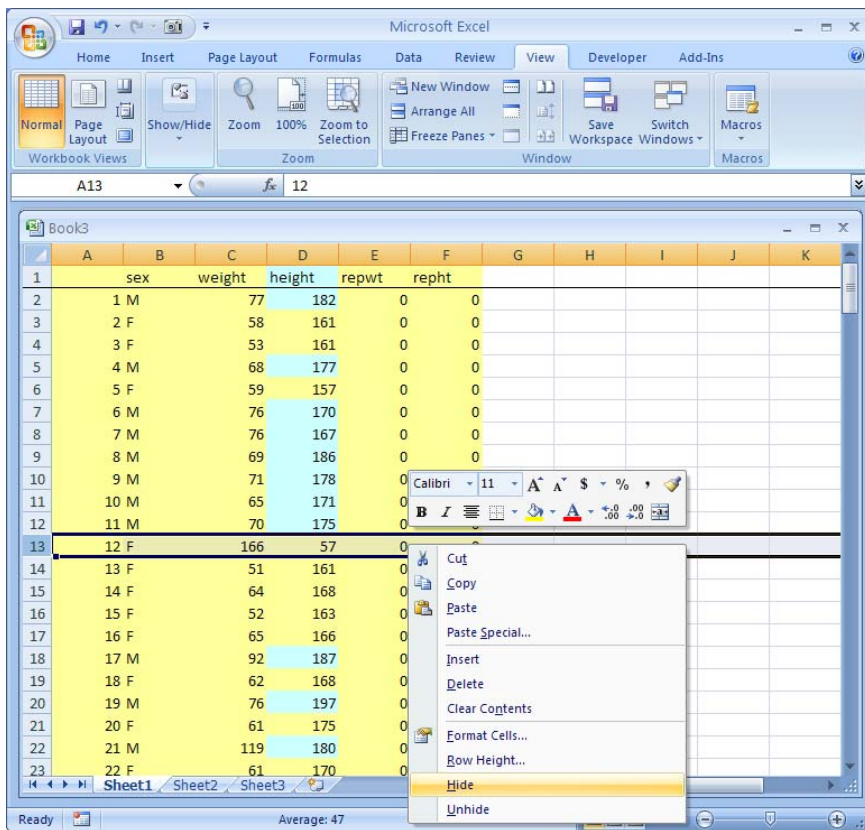 Microsoft Excel
Home Insert Page Layout Formulas Data Review View Developer Add-Ins
Normal Page Layout Show/Hide Zoom 100% Zoom to Selection New Window Arrange All Freeze Panes Save Workspace Switch Windows Macros
Workbook Views Zoom Window Macros
A13 fx 12
Book3
A B C D E F G H I J K
1 sex weight height repwt repht
2 1 M 77 182 0 0
3 2 F 58 161 0 0
4 3 F 53 161 0 0
5 4 M 68 177 0 0
6 5 F 59 157 0 0
7 6 M 76 170 0 0
8 7 M 76 167 0 0
9 8 M 69 186 0 0
10 9 M 71 178 0
11 10 M 65 171 0
12 11 M 70 175 0
13 12 F 166 57 0
14 13 F 51 161 0
15 14 F 64 168 0
16 15 F 52 163 0
17 16 F 65 166 0
18 17 M 92 187 0
19 18 F 62 168 0
20 19 M 76 197 0
21 20 F 61 175 0
22 21 M 119 180 0
23 22 F 61 170 0
Calibri 11 A A $ % ,
B I A .00 .00
Cut
Copy
Paste
Paste Special...
Insert
Delete
Clear Contents
Format Cells...
Row Height...
Hide
Unhide
Sheet1 Sheet2 Sheet3
Ready Average: 47